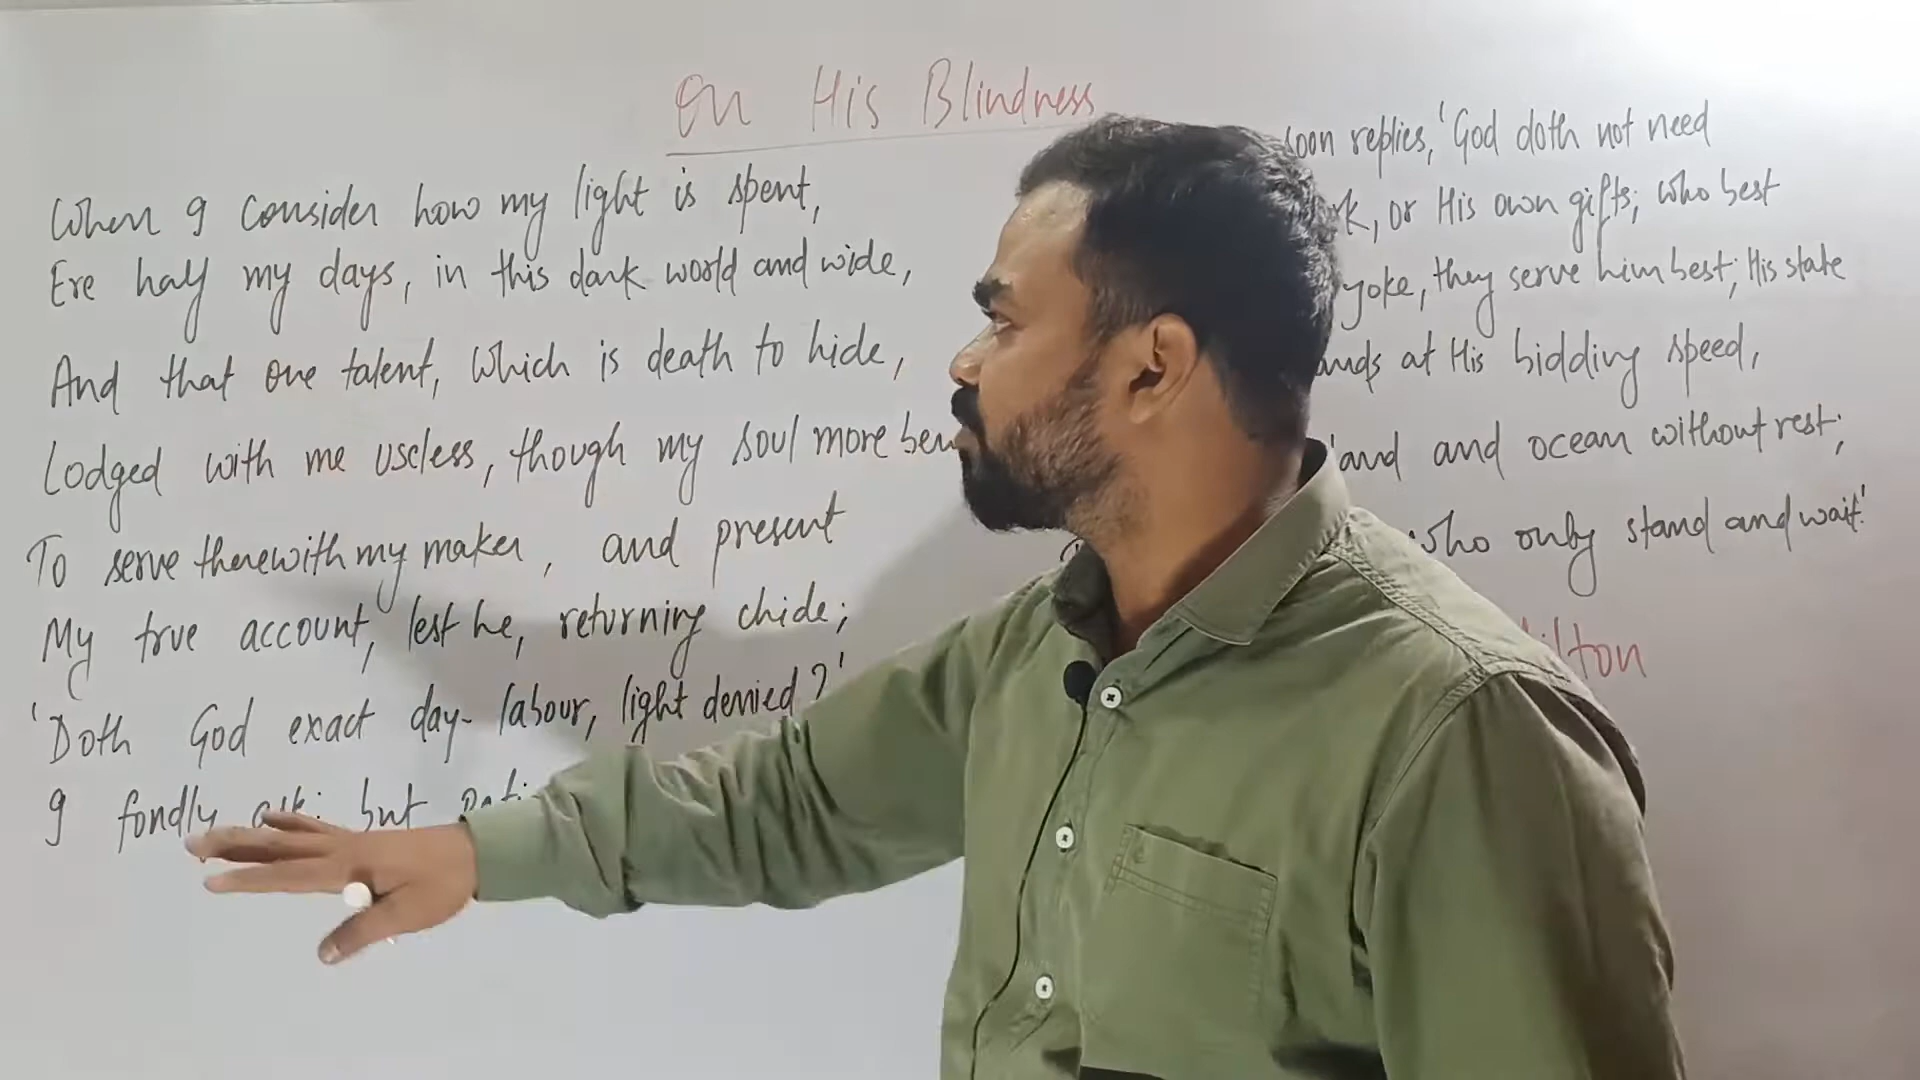 On His Blindness
When I consider how my light is spent,
Ere half my days, in this dark world and wide,
And that one talent, which is death to hide,
Lodged with me useless, though my soul more
To serve therewith my maker, and present
My true account, lest he, returning chide;
'Doth God exact day-labour, light denied?'
I fondly ask; but
soon replies, 'God doth not need
or His own gifts; who best
yoke, they serve him best; His state
at His bidding speed,
and ocean without rest;
who only stand and wait.'